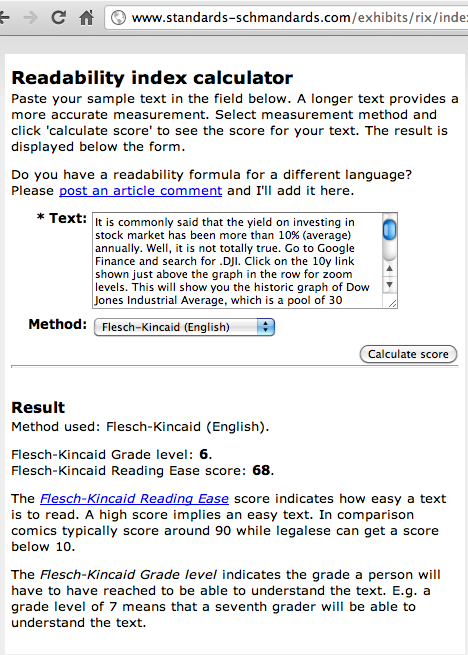 www.standards-schmandards.com/exhibits/rix/inde
Readability index calculator
Paste your sample text in the field below. A longer text provides a
more accurate measurement. Select measurement method and
click 'calculate score' to see the score for your text. The result is
displayed below the form.
Do you have a readability formula for a different language?
Please post an article comment and I'll add it here.
* Text:
It is commonly said that the yield on investing in
stock market has been more than 10% (average)
annually. Well, it is not totally true. Go to Google
Finance and search for .DJI. Click on the 10y link
shown just above the graph in the row for zoom
levels. This will show you the historic graph of Dow
Jones Industrial Average, which is a pool of 30
Method: Flesch-Kincaid (English)
Calculate score
Result
Method used: Flesch-Kincaid (English).
Flesch-Kincaid Grade level: 6.
Flesch-Kincaid Reading Ease score: 68.
The Flesch-Kincaid Reading Ease score indicates how easy a text
is to read. A high score implies an easy text. In comparison
comics typically score around 90 while legalese can get a score
below 10.
The Flesch-Kincaid Grade level indicates the grade a person will
have to have reached to be able to understand the text. E.g. a
grade level of 7 means that a seventh grader will be able to
understand the text.